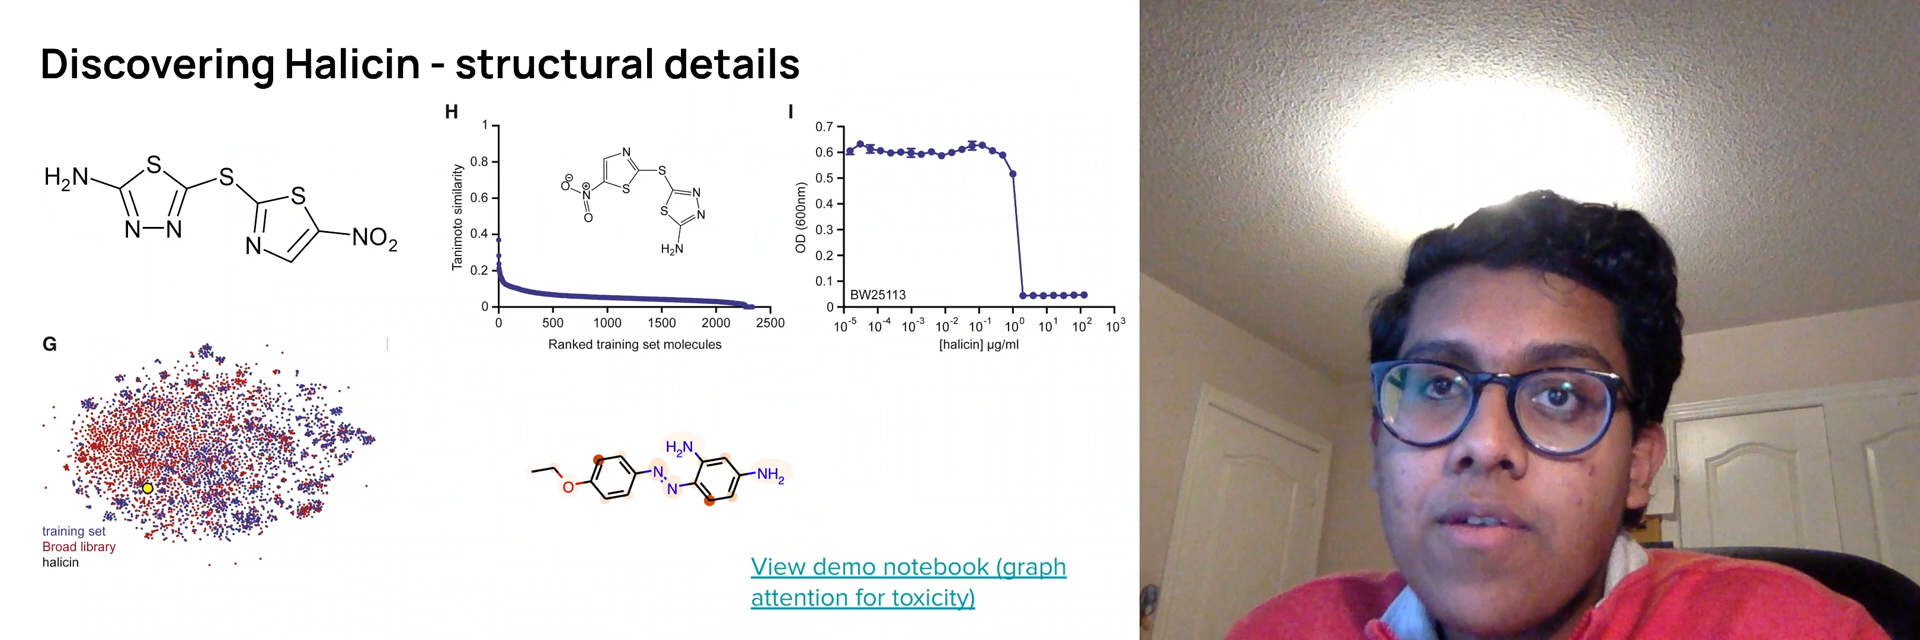 Discovering Halicin - structural details
H₂N
S
S
S
N
N
N
NO₂
H
1
0.8
0.6
0.4
0.2
0
Tanimoto similarity
N
S
S
O⊖
N⁺
O
N
N
S
H₂N
0 500 1000 1500 2000 2500
Ranked training set molecules
I
0.7
0.6
0.5
0.4
0.3
0.2
0.1
0
OD (600nm)
BW25113
10⁻⁵ 10⁻⁴ 10⁻³ 10⁻² 10⁻¹ 10⁰ 10¹ 10² 10³
[halicin] µg/ml
G
training set
Broad library
halicin
H₂N
N
N
NH₂
O
View demo notebook (graph
attention for toxicity)